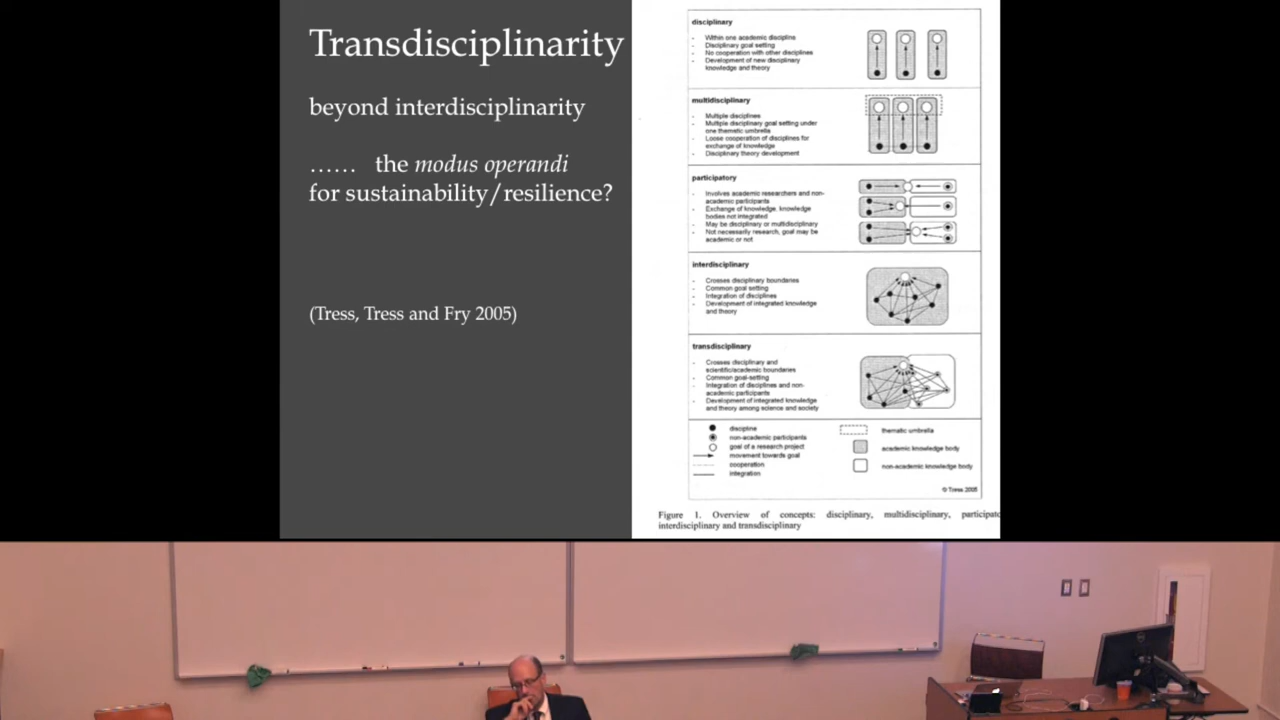 Transdisciplinarity
beyond interdisciplinarity
…… the modus operandi
for sustainability/resilience?
(Tress, Tress and Fry 2005)
disciplinary
- Within one academic discipline
- Disciplinary goal setting
- No cooperation with other disciplines
- Development of new disciplinary
knowledge and theory
multidisciplinary
- Multiple disciplines
- Multiple disciplinary goal setting under
one thematic umbrella
- Loose cooperation of disciplines for
exchange of knowledge
- Disciplinary theory development
participatory
- Involves academic researchers and non-
academic participants
- Exchange of knowledge, knowledge
bodies not integrated
- May be disciplinary or multidisciplinary
- Not necessarily research, goal may be
academic or not
interdisciplinary
- Crosses disciplinary boundaries
- Common goal setting
- Integration of disciplines
- Development of integrated knowledge
and theory
transdisciplinary
- Crosses disciplinary and
scientific/academic boundaries
- Common goal-setting
- Integration of disciplines and non-
academic participants
- Development of integrated knowledge
and theory among science and society
discipline
non-academic participants
goal of a research project
movement towards goal
cooperation
integration
thematic umbrella
academic knowledge body
non-academic knowledge body
© Tress 2005
Figure 1. Overview of concepts: disciplinary, multidisciplinary, participato
interdisciplinary and transdisciplinary